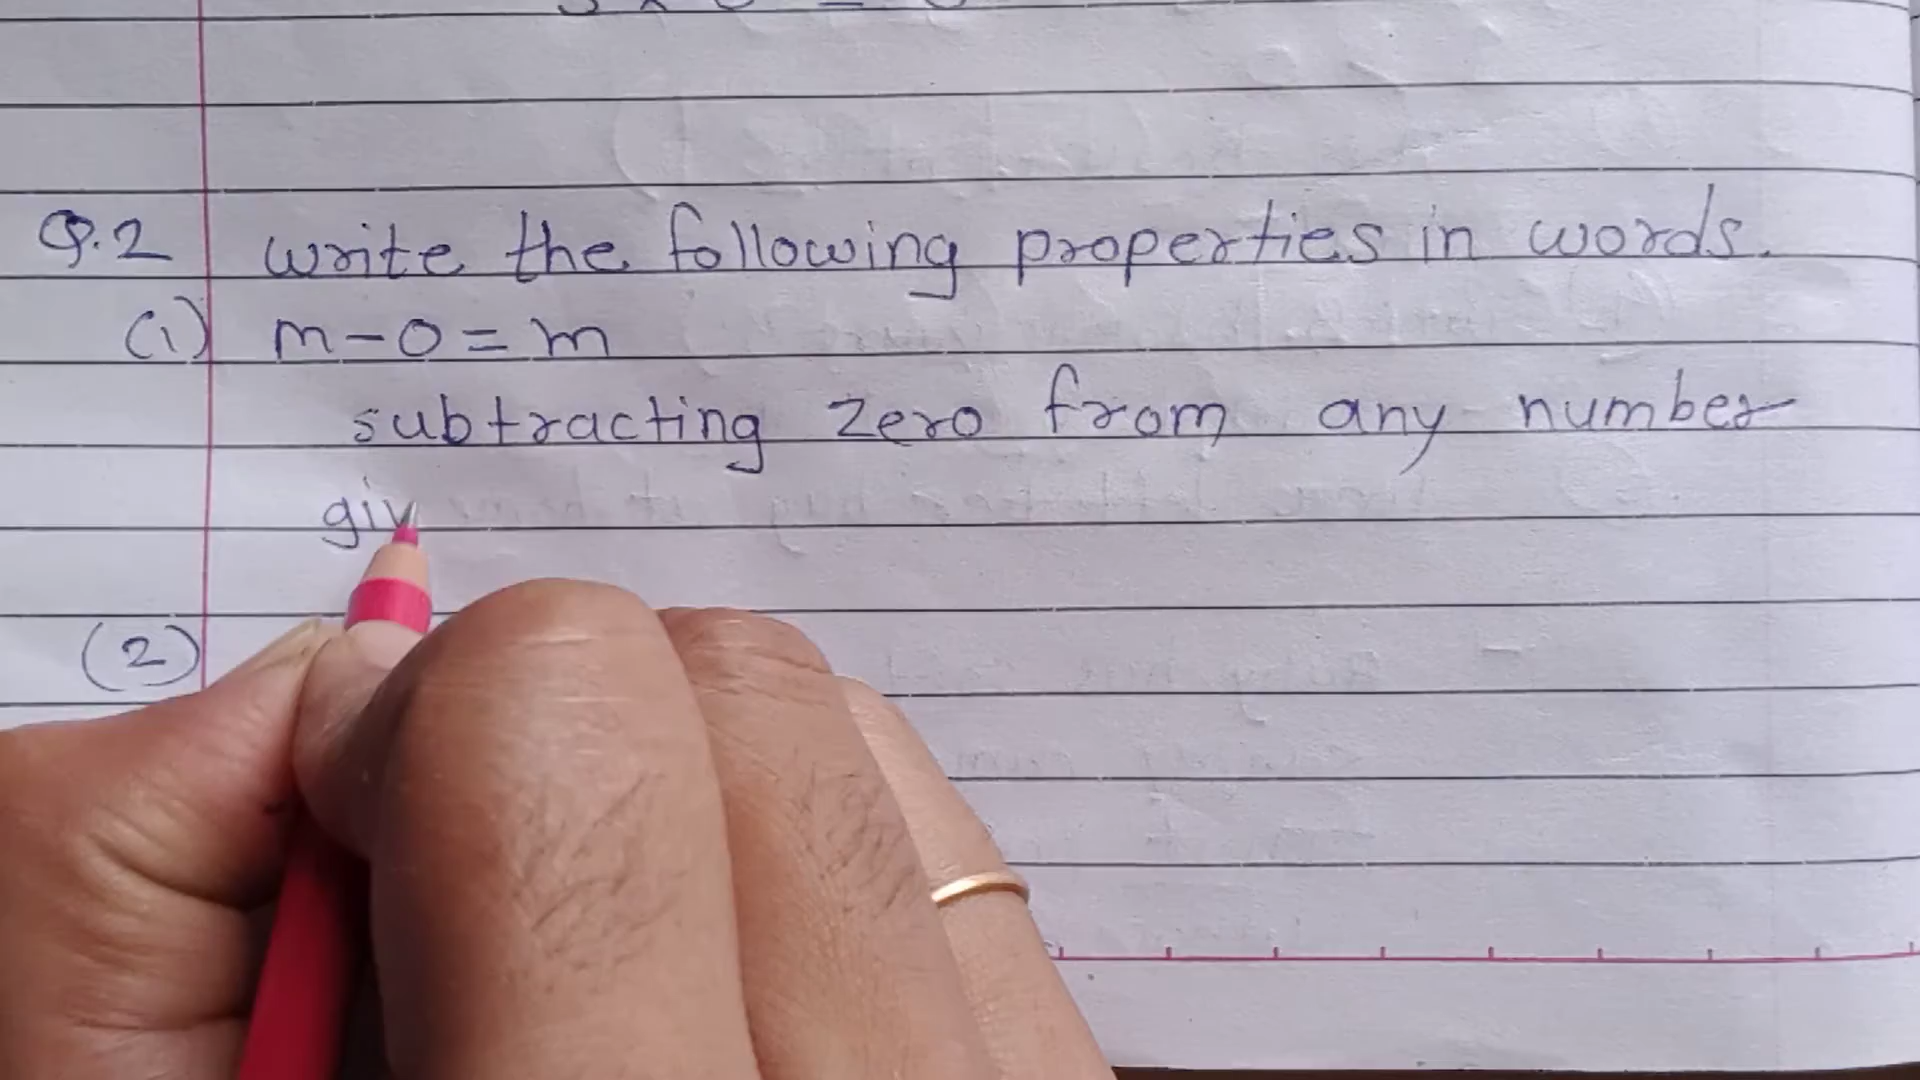 Q.2 write the following properties in words.
(1) m - 0 = m
subtracting zero from any number
giv
(2)